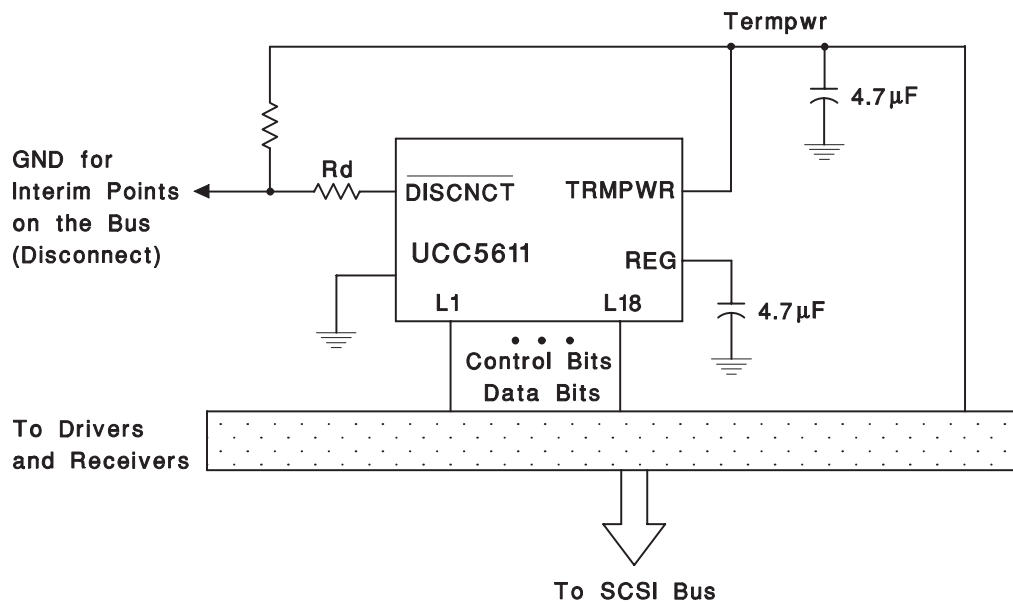 Termpwr
4.7μF
GND for
Interim Points
on the Bus
(Disconnect)
Rd
DISCNCT
TRMPWR
UCC5611
REG
L1
L18
4.7μF
Control Bits
Data Bits
To Drivers
and Receivers
To SCSI Bus